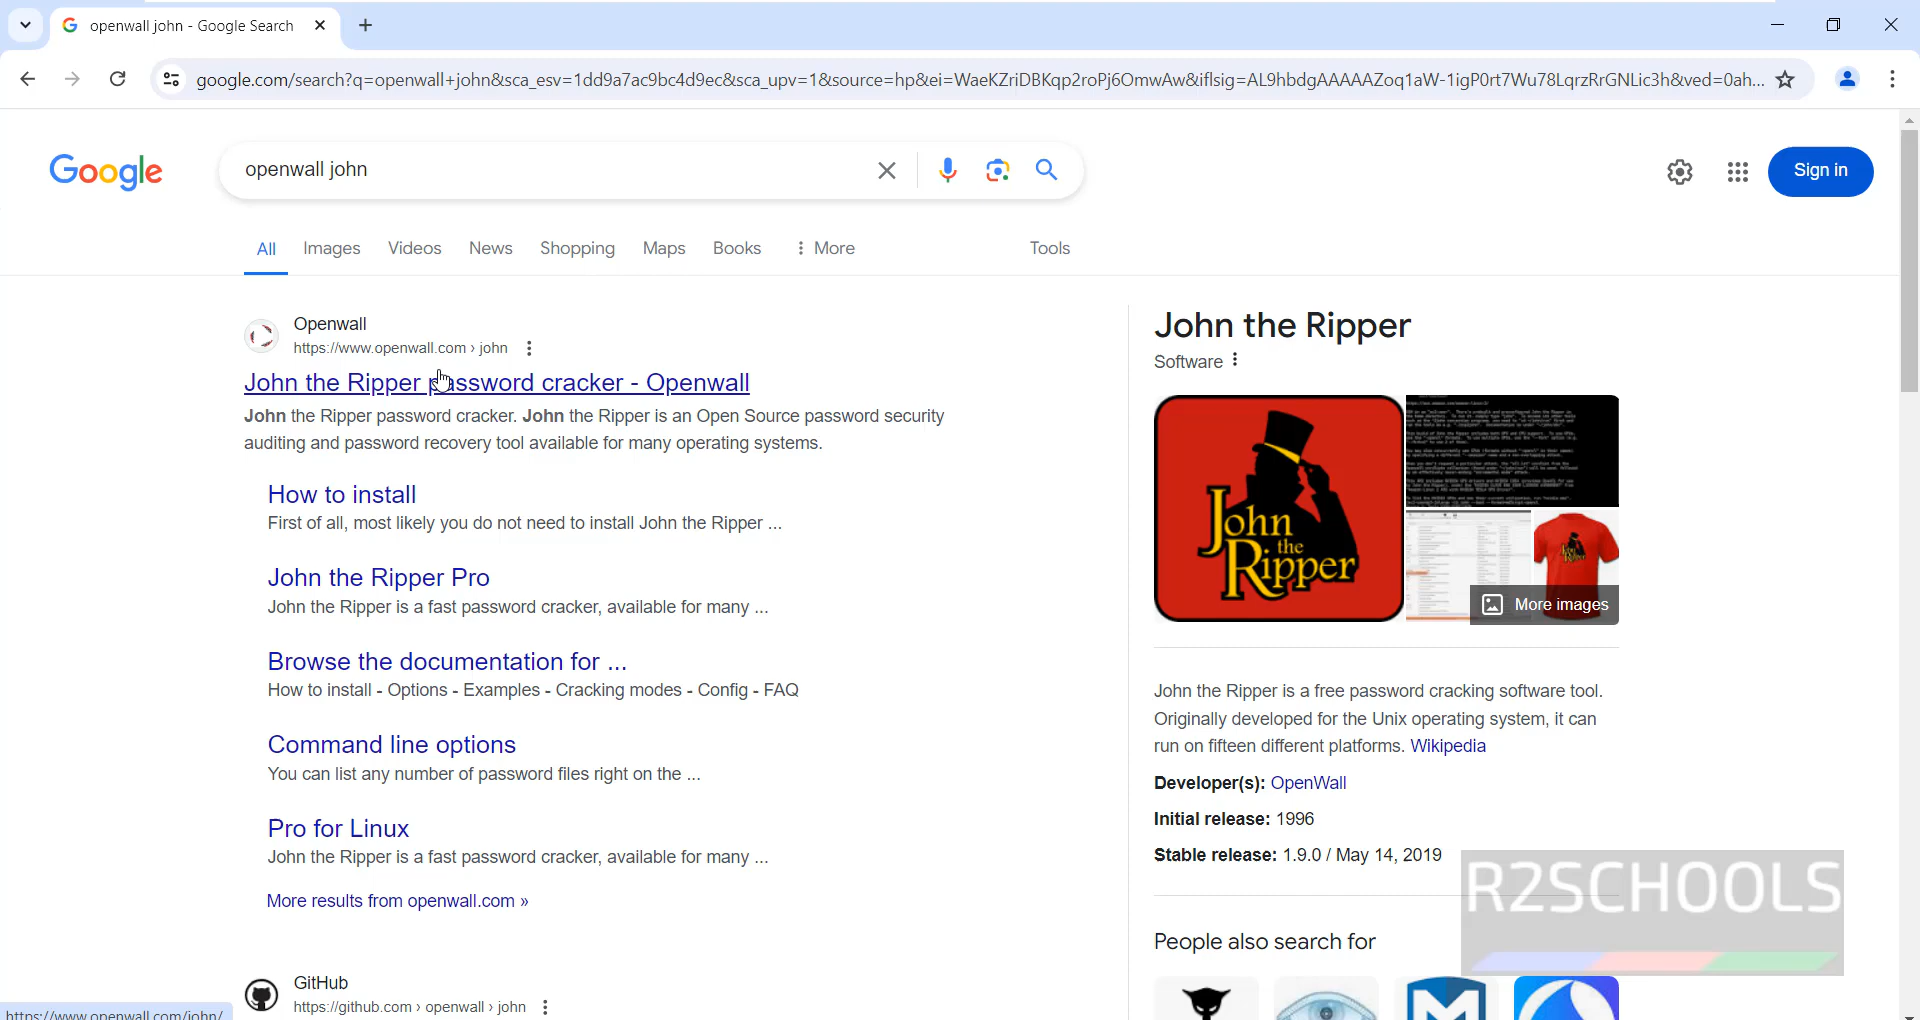 openwall john - Google Search
google.com/search?q=openwall+john&sca_esv=1dd9a7ac9bc4d9ec&sca_upv=1&source=hp&ei=WaeKZriDBKqp2roPj6OmwAw&iflsig=AL9hbdgAAAAAZoq1aW-1igP0rt7Wu78LqrzRrGNLic3h&ved=0ah...
Google
openwall john
Sign in
All Images Videos News Shopping Maps Books More Tools
Openwall
https://www.openwall.com › john
John the Ripper password cracker - Openwall
John the Ripper password cracker. John the Ripper is an Open Source password security
auditing and password recovery tool available for many operating systems.
How to install
First of all, most likely you do not need to install John the Ripper ...
John the Ripper Pro
John the Ripper is a fast password cracker, available for many ...
Browse the documentation for ...
How to install - Options - Examples - Cracking modes - Config - FAQ
Command line options
You can list any number of password files right on the ...
Pro for Linux
John the Ripper is a fast password cracker, available for many ...
More results from openwall.com »
GitHub
https://github.com › openwall › john
https://www.openwall.com/john/
John the Ripper
Software
John
the
Ripper
More images
John the Ripper is a free password cracking software tool.
Originally developed for the Unix operating system, it can
run on fifteen different platforms. Wikipedia
Developer(s): OpenWall
Initial release: 1996
Stable release: 1.9.0 / May 14, 2019
R2SCHOOLS
People also search for